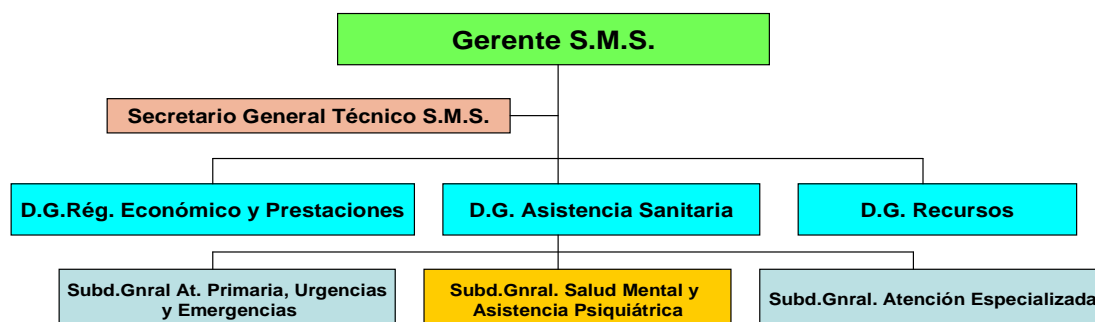 Gerente S.M.S.
Secretario General Técnico S.M.S.
D.G.Rég. Económico y Prestaciones
D.G. Asistencia Sanitaria
D.G. Recursos
Subd.Gnral At. Primaria, Urgencias
y Emergencias
Subd.Gnral. Salud Mental y
Asistencia Psiquiátrica
Subd.Gnral. Atención Especializada